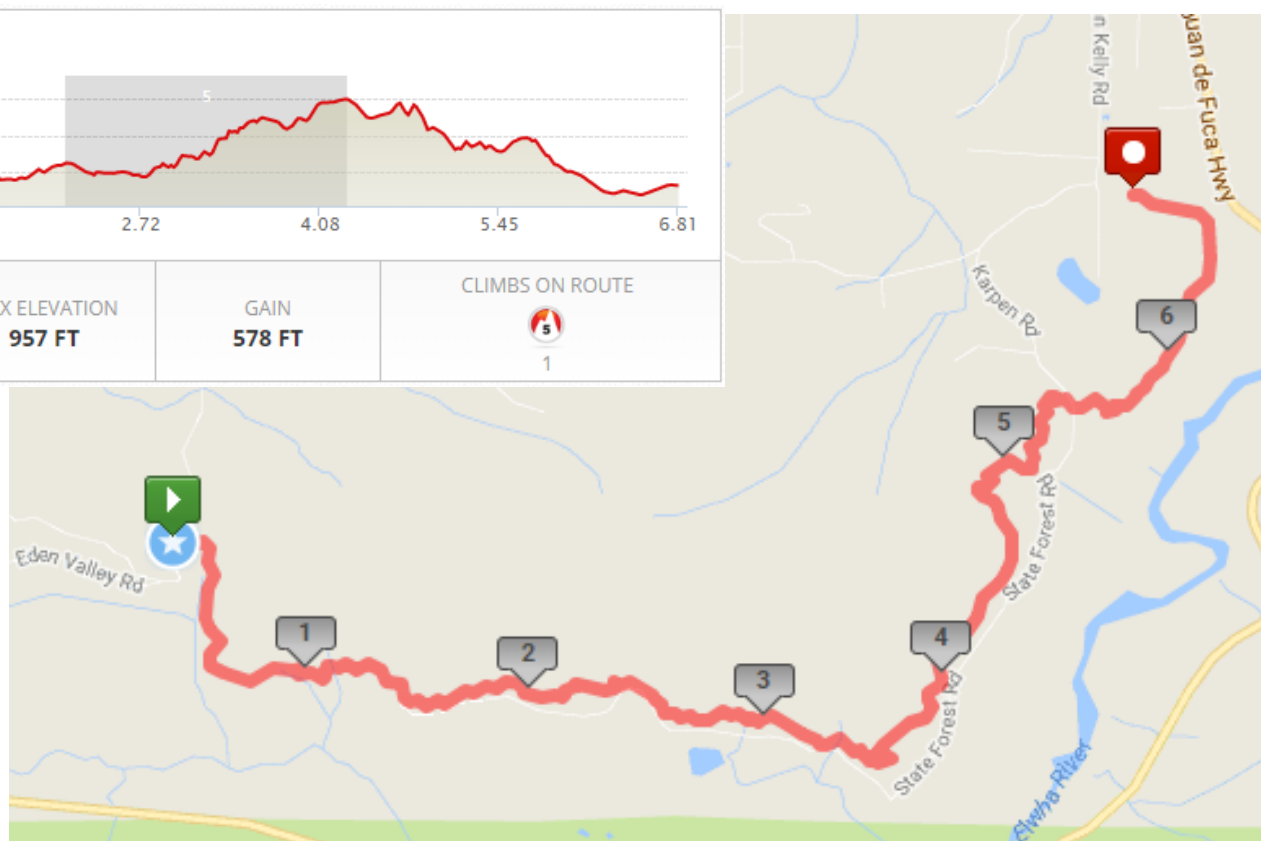 5
2.72
4.08
5.45
6.81
X ELEVATION
957 FT
GAIN
578 FT
CLIMBS ON ROUTE
5
1
n Kelly Rd
uan de Fuca Hwy
Karpen Rd
6
5
State Forest Rd
Eden Valley Rd
1
2
3
4
State Forest Rd
Elwha River